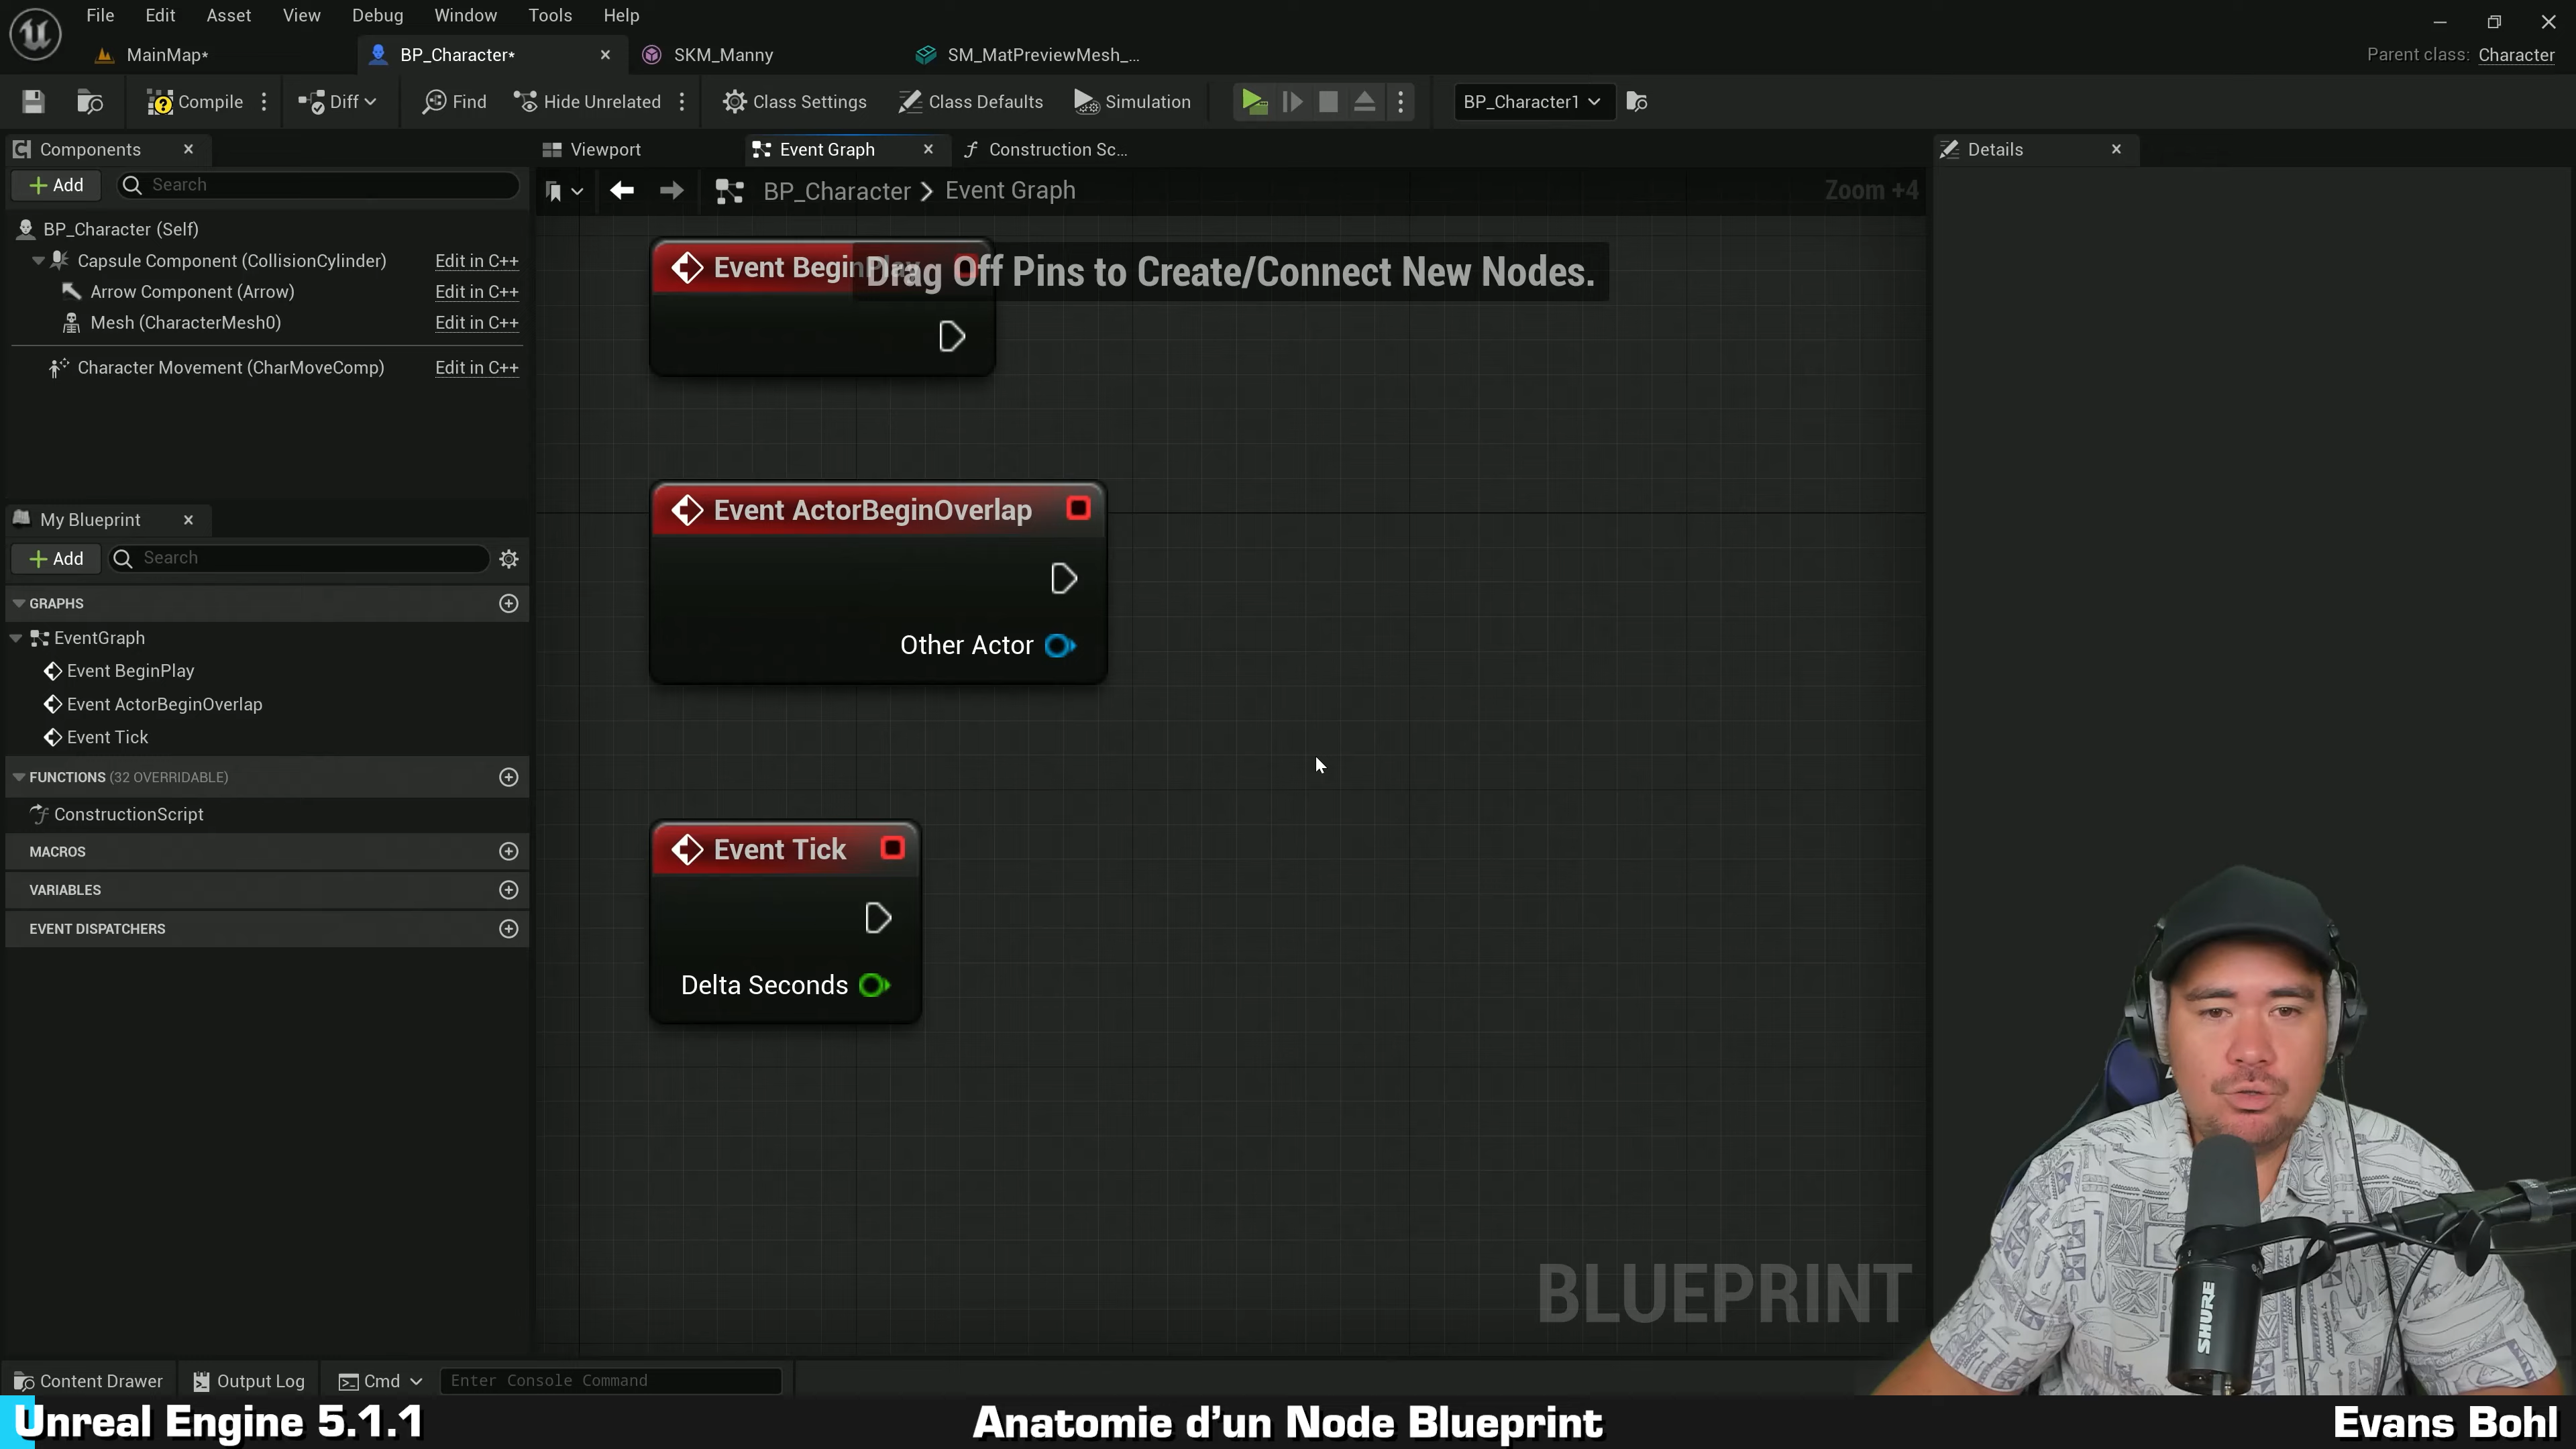 File Edit Asset View Debug Window Tools Help
MainMap* BP_Character* SKM_Manny SM_MatPreviewMesh_... Parent class: Character
Compile Diff Find Hide Unrelated Class Settings Class Defaults Simulation BP_Character1
Components Viewport Event Graph Construction Sc... Details
Add Search BP_Character > Event Graph Zoom +4
BP_Character (Self)
Capsule Component (CollisionCylinder) Edit in C++
Arrow Component (Arrow) Edit in C++
Mesh (CharacterMesh0) Edit in C++
Character Movement (CharMoveComp) Edit in C++
My Blueprint
Add Search
GRAPHS
EventGraph
Event BeginPlay
Event ActorBeginOverlap
Event Tick
FUNCTIONS (32 OVERRIDABLE)
ConstructionScript
MACROS
VARIABLES
EVENT DISPATCHERS
Event BeginPlay
Drag Off Pins to Create/Connect New Nodes.
Event ActorBeginOverlap
Other Actor
Event Tick
Delta Seconds
BLUEPRINT
SHURE
Content Drawer Output Log Cmd Enter Console Command
Unreal Engine 5.1.1 Anatomie d'un Node Blueprint Evans Bohl